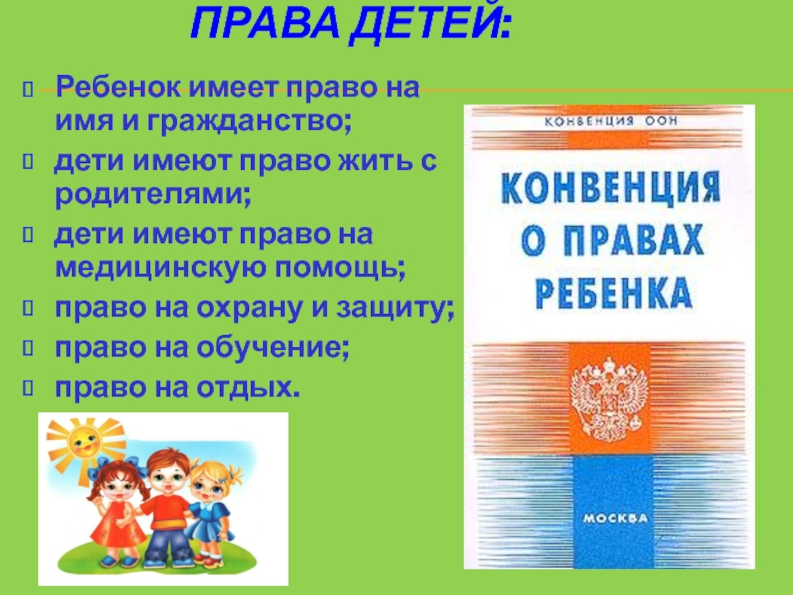 ПРАВА ДЕТЕЙ:
Ребенок имеет право на
имя и гражданство;
дети имеют право жить с
родителями;
дети имеют право на
медицинскую помощь;
право на охрану и защиту;
право на обучение;
право на отдых.
КОНВЕНЦИЯ ООН
КОНВЕНЦИЯ
О ПРАВАХ
РЕБЕНКА
МОСКВА